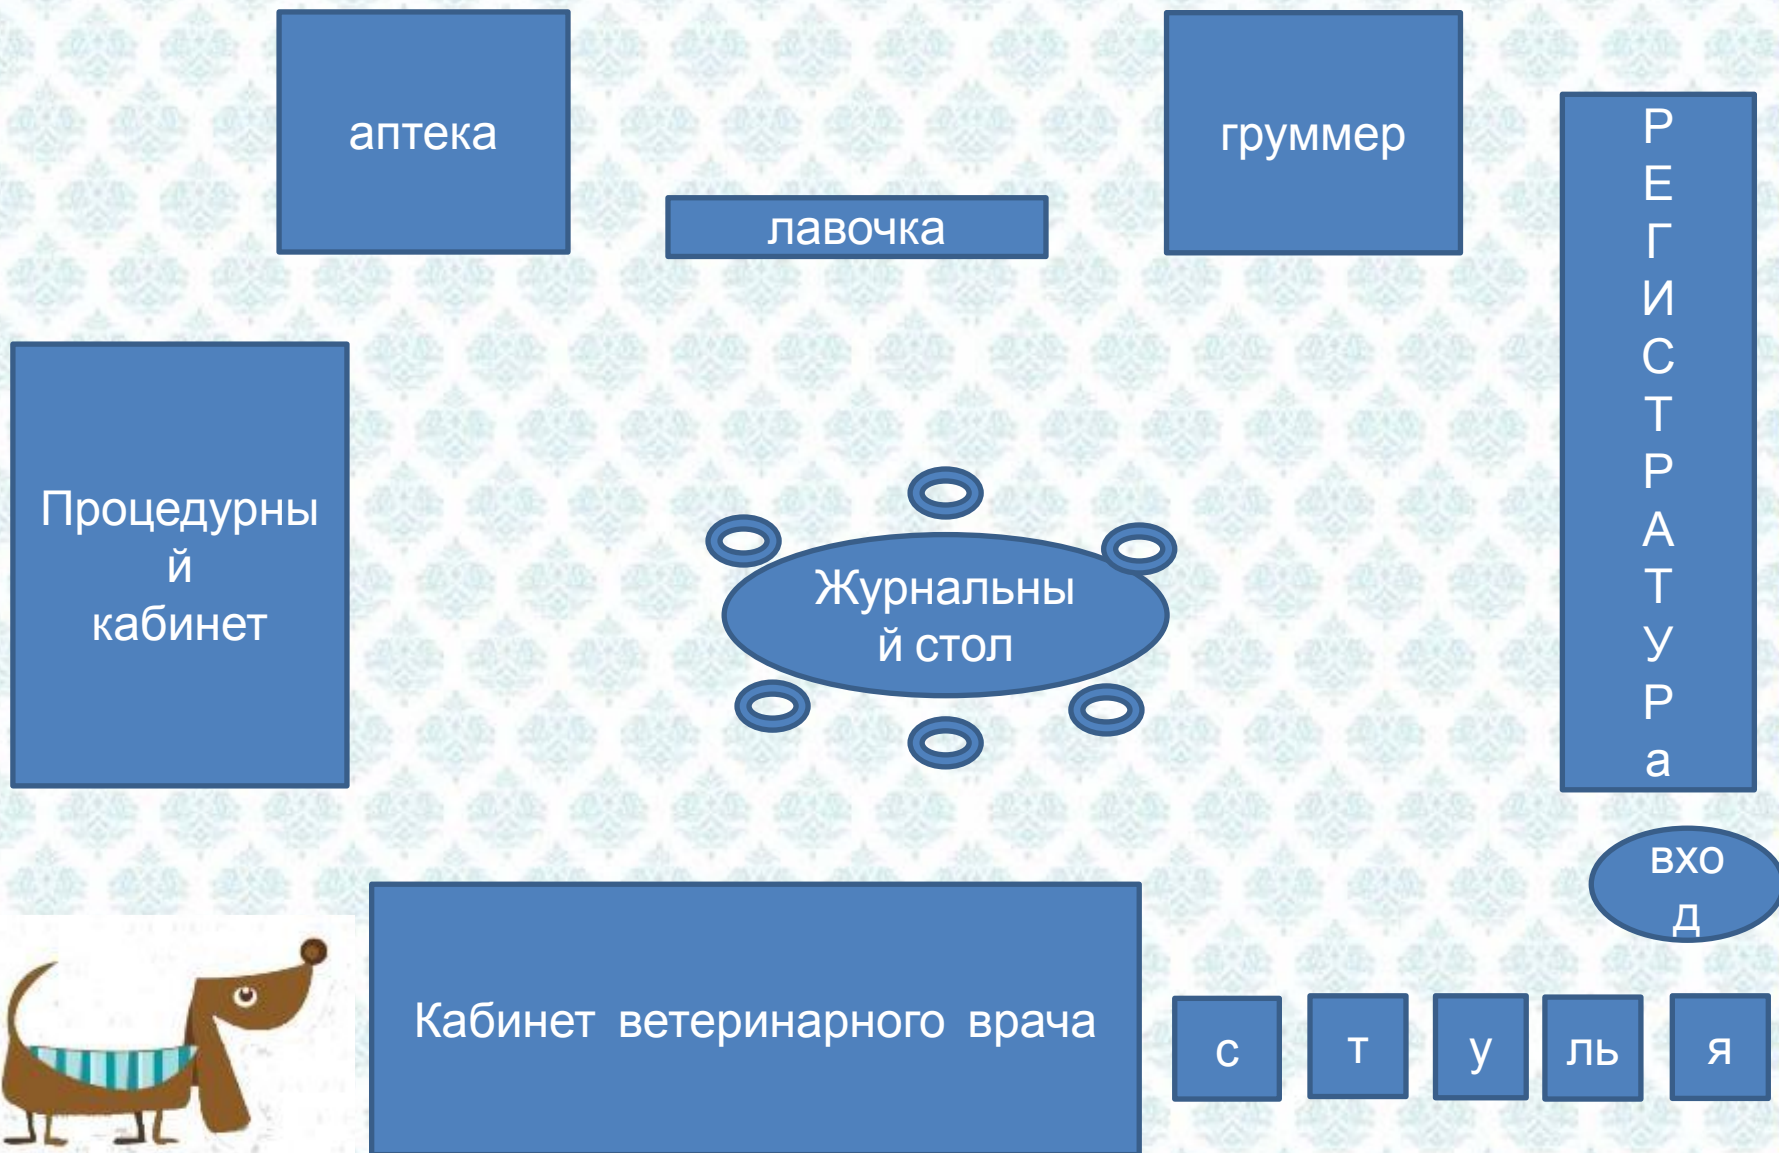 аптека
груммер
лавочка
Р
Е
Г
И
С
Т
Р
А
Т
У
Р
а
Процедурны
й
кабинет
Журнальны
й стол
вхо
д
Кабинет ветеринарного врача
с т у ль я